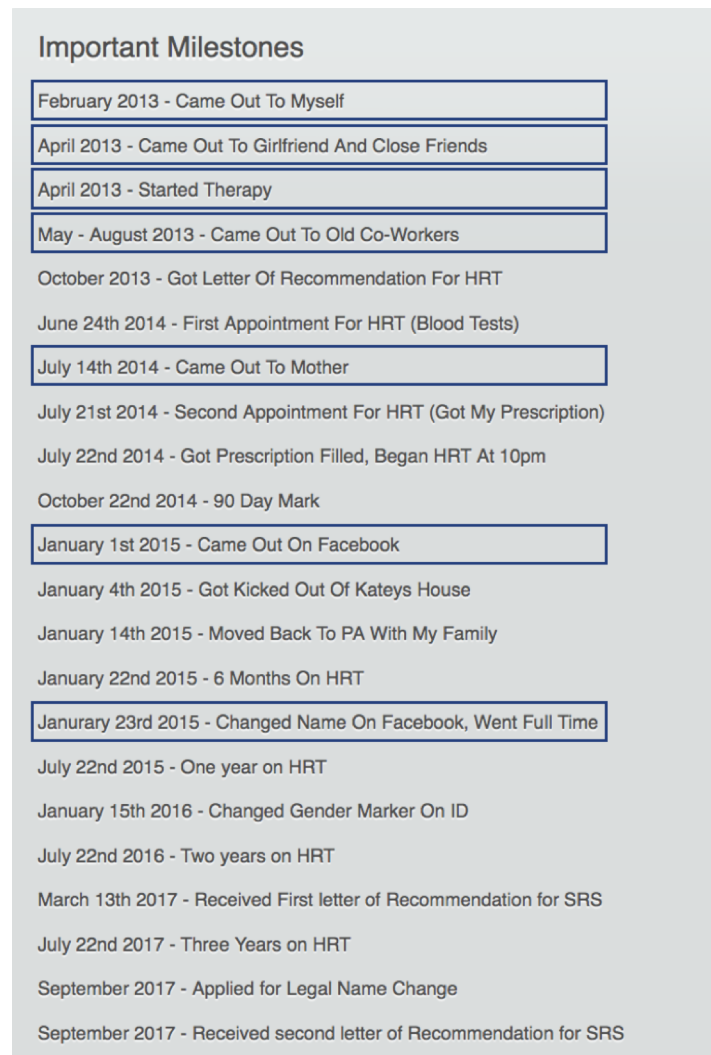 Important Milestones
February 2013 - Came Out To Myself
April 2013 - Came Out To Girlfriend And Close Friends
April 2013 - Started Therapy
May - August 2013 - Came Out To Old Co-Workers
October 2013 - Got Letter Of Recommendation For HRT
June 24th 2014 - First Appointment For HRT (Blood Tests)
July 14th 2014 - Came Out To Mother
July 21st 2014 - Second Appointment For HRT (Got My Prescription)
July 22nd 2014 - Got Prescription Filled, Began HRT At 10pm
October 22nd 2014 - 90 Day Mark
January 1st 2015 - Came Out On Facebook
January 4th 2015 - Got Kicked Out Of Kateys House
January 14th 2015 - Moved Back To PA With My Family
January 22nd 2015 - 6 Months On HRT
Janurary 23rd 2015 - Changed Name On Facebook, Went Full Time
July 22nd 2015 - One year on HRT
January 15th 2016 - Changed Gender Marker On ID
July 22nd 2016 - Two years on HRT
March 13th 2017 - Received First letter of Recommendation for SRS
July 22nd 2017 - Three Years on HRT
September 2017 - Applied for Legal Name Change
September 2017 - Received second letter of Recommendation for SRS